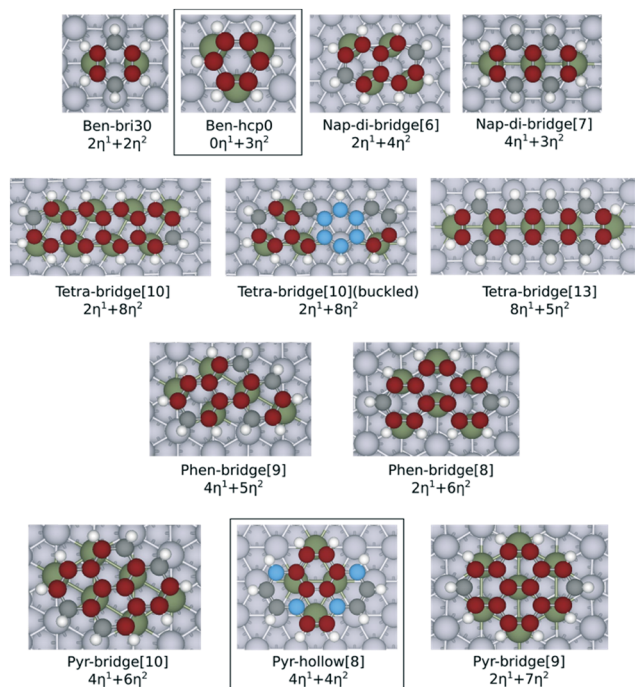 Ben-bri30
2η¹+2η²
Ben-hcp0
0η¹+3η²
Nap-di-bridge[6]
2η¹+4η²
Nap-di-bridge[7]
4η¹+3η²
Tetra-bridge[10]
2η¹+8η²
Tetra-bridge[10](buckled)
2η¹+8η²
Tetra-bridge[13]
8η¹+5η²
Phen-bridge[9]
4η¹+5η²
Phen-bridge[8]
2η¹+6η²
Pyr-bridge[10]
4η¹+6η²
Pyr-hollow[8]
4η¹+4η²
Pyr-bridge[9]
2η¹+7η²